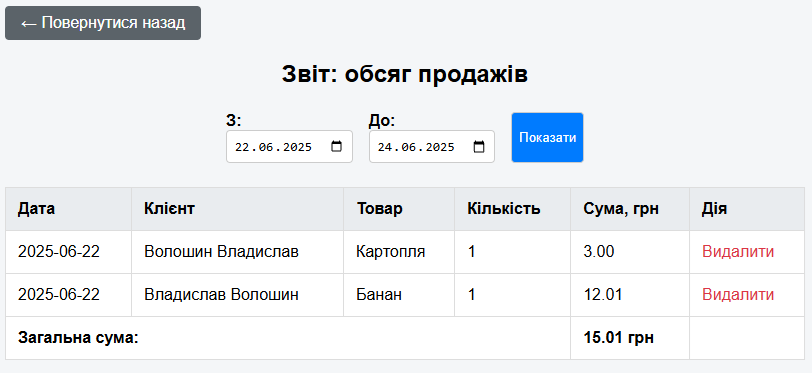 ← Повернутися назад
Звіт: обсяг продажів
З: До:
22.06.2025 24.06.2025 Показати
Дата Клієнт Товар Кількість Сума, грн Дія
2025-06-22 Волошин Владислав Картопля 1 3.00 Видалити
2025-06-22 Владислав Волошин Банан 1 12.01 Видалити
Загальна сума: 15.01 грн